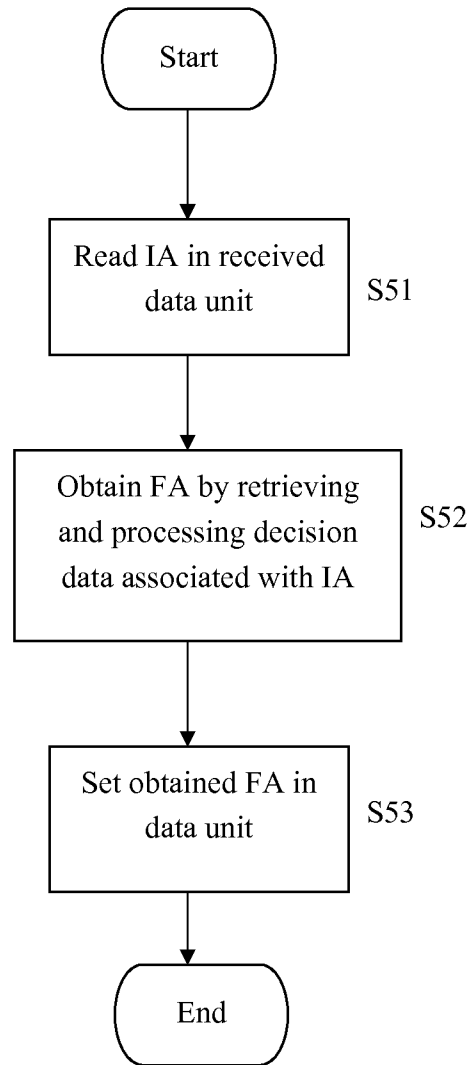 Start
Read IA in received
data unit
S51
Obtain FA by retrieving
and processing decision
data associated with IA
S52
Set obtained FA in
data unit
S53
End